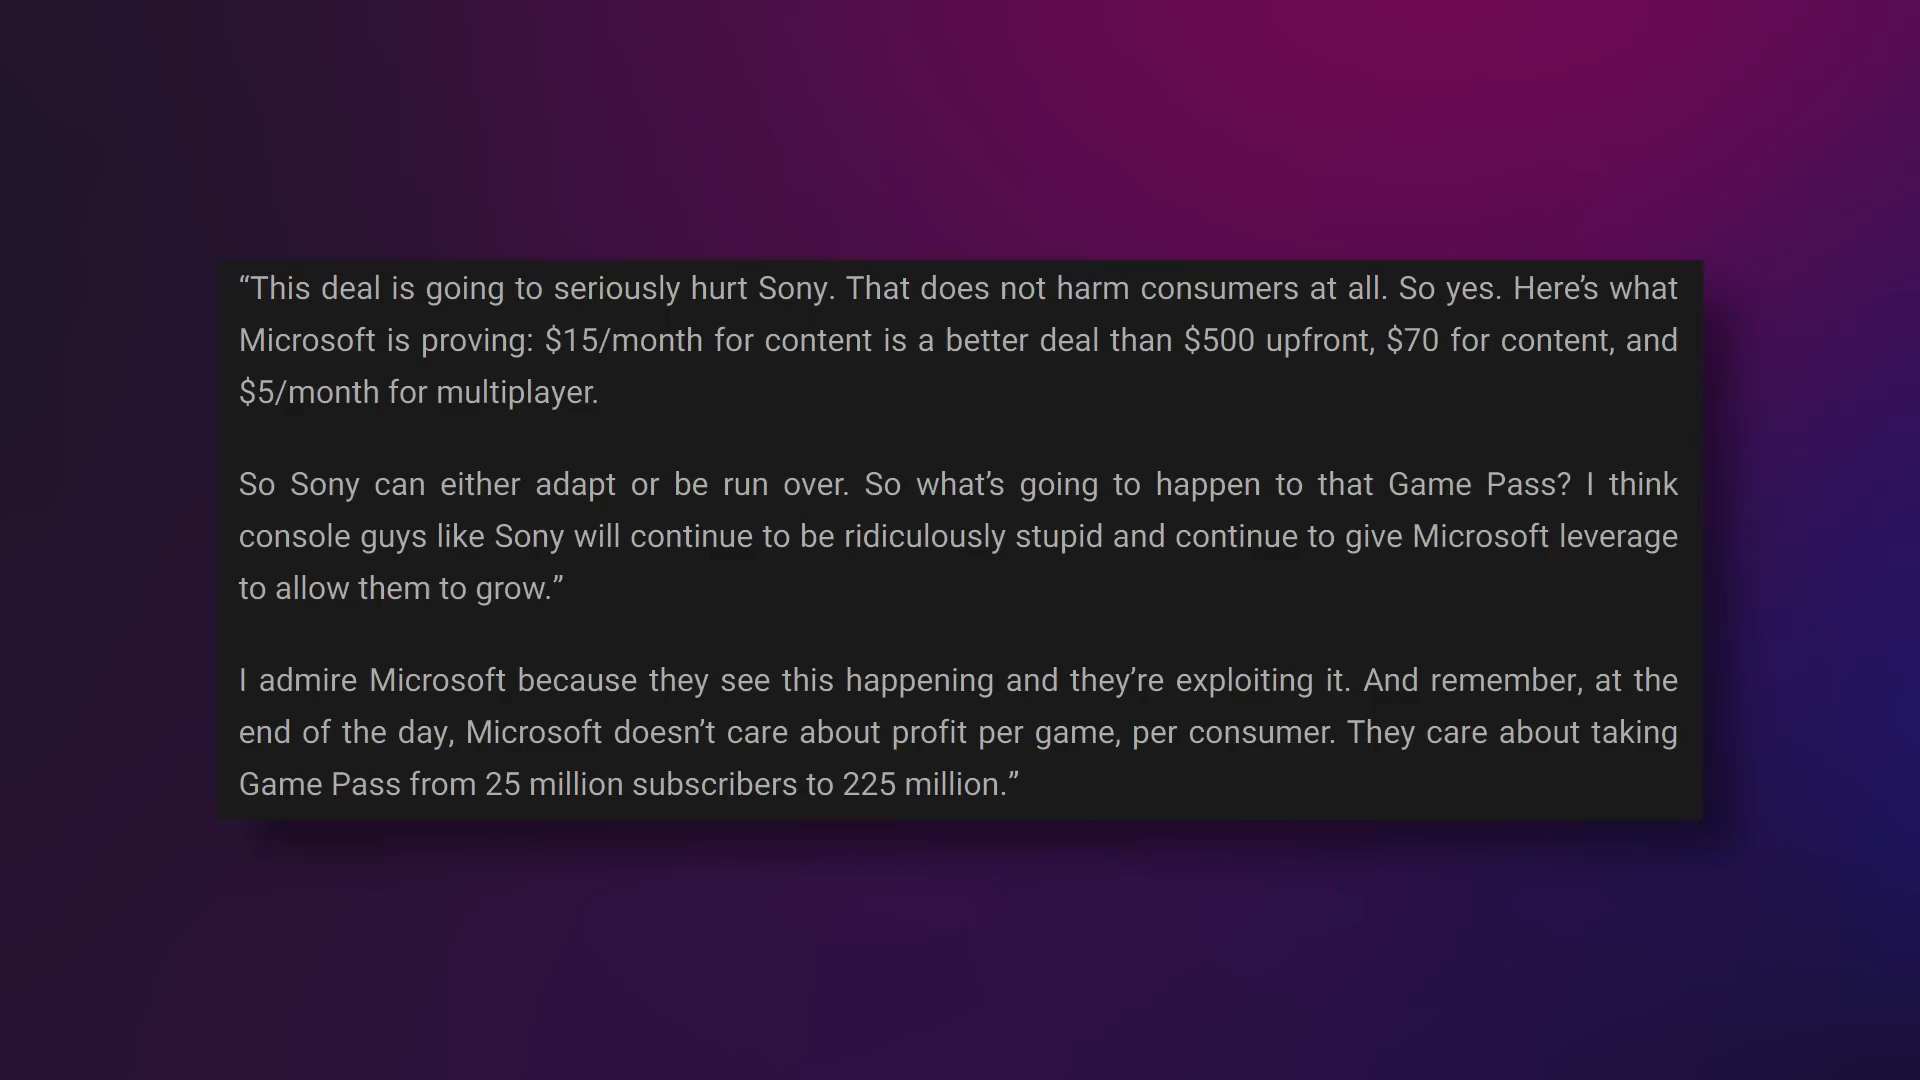 “This deal is going to seriously hurt Sony. That does not harm consumers at all. So yes. Here’s what
Microsoft is proving: $15/month for content is a better deal than $500 upfront, $70 for content, and
$5/month for multiplayer.
So Sony can either adapt or be run over. So what’s going to happen to that Game Pass? I think
console guys like Sony will continue to be ridiculously stupid and continue to give Microsoft leverage
to allow them to grow.”
I admire Microsoft because they see this happening and they’re exploiting it. And remember, at the
end of the day, Microsoft doesn’t care about profit per game, per consumer. They care about taking
Game Pass from 25 million subscribers to 225 million.”